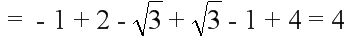 = - 1 + 2 - √3 + √3 - 1 + 4 = 4